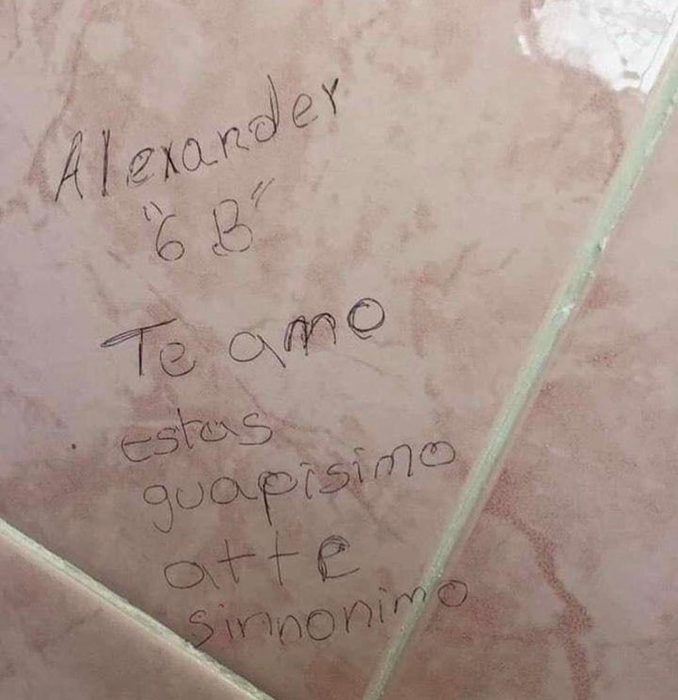 Alexander
"6 B"
Te amo
estas
guapisimo
atte
sinnonimo